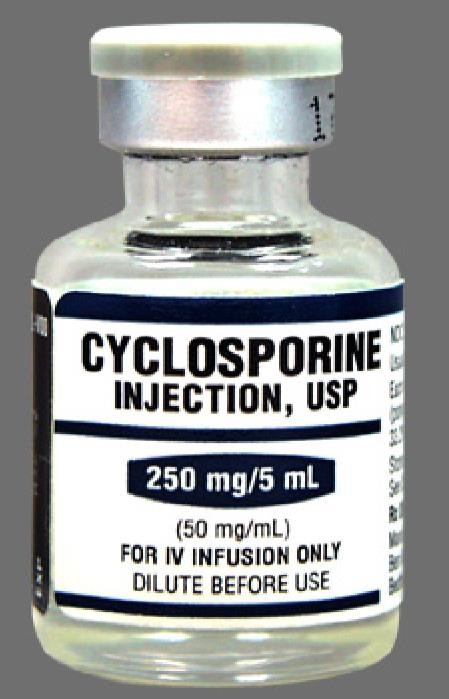 CYCLOSPORINE
INJECTION, USP
250 mg/5 mL
(50 mg/mL)
FOR IV INFUSION ONLY
DILUTE BEFORE USE